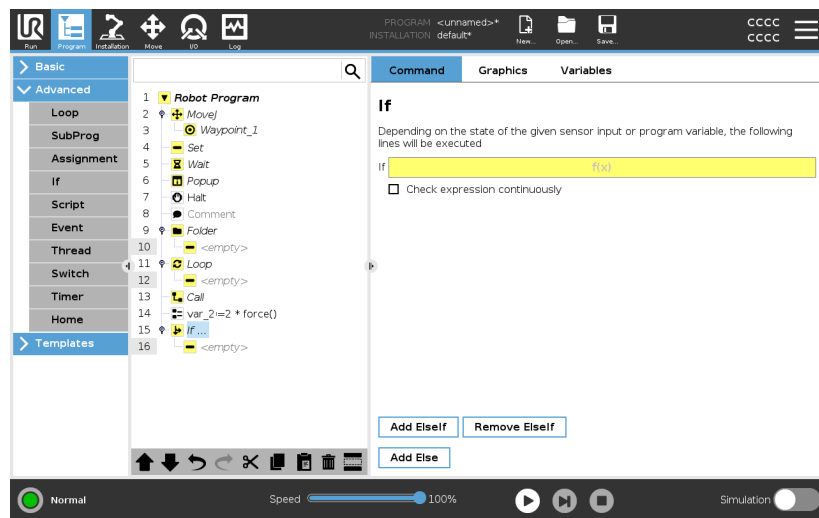 PROGRAM <unnamed>*
INSTALLATION default*
Run Program Installation Move I/O Log New... Open... Save...
CCCC
CCCC
Basic
Advanced
Loop
SubProg
Assignment
If
Script
Event
Thread
Switch
Timer
Home
Templates
1 Robot Program
2 MoveJ
3 Waypoint_1
4 Set
5 Wait
6 Popup
7 Halt
8 Comment
9 Folder
10 <empty>
11 Loop
12 <empty>
13 Call
14 var_2:=2 * force()
15 If ...
16 <empty>
Command Graphics Variables
If
Depending on the state of the given sensor input or program variable, the following
lines will be executed
If f(x)
Check expression continuously
Add ElseIf Remove ElseIf
Add Else
Normal Speed 100% Simulation